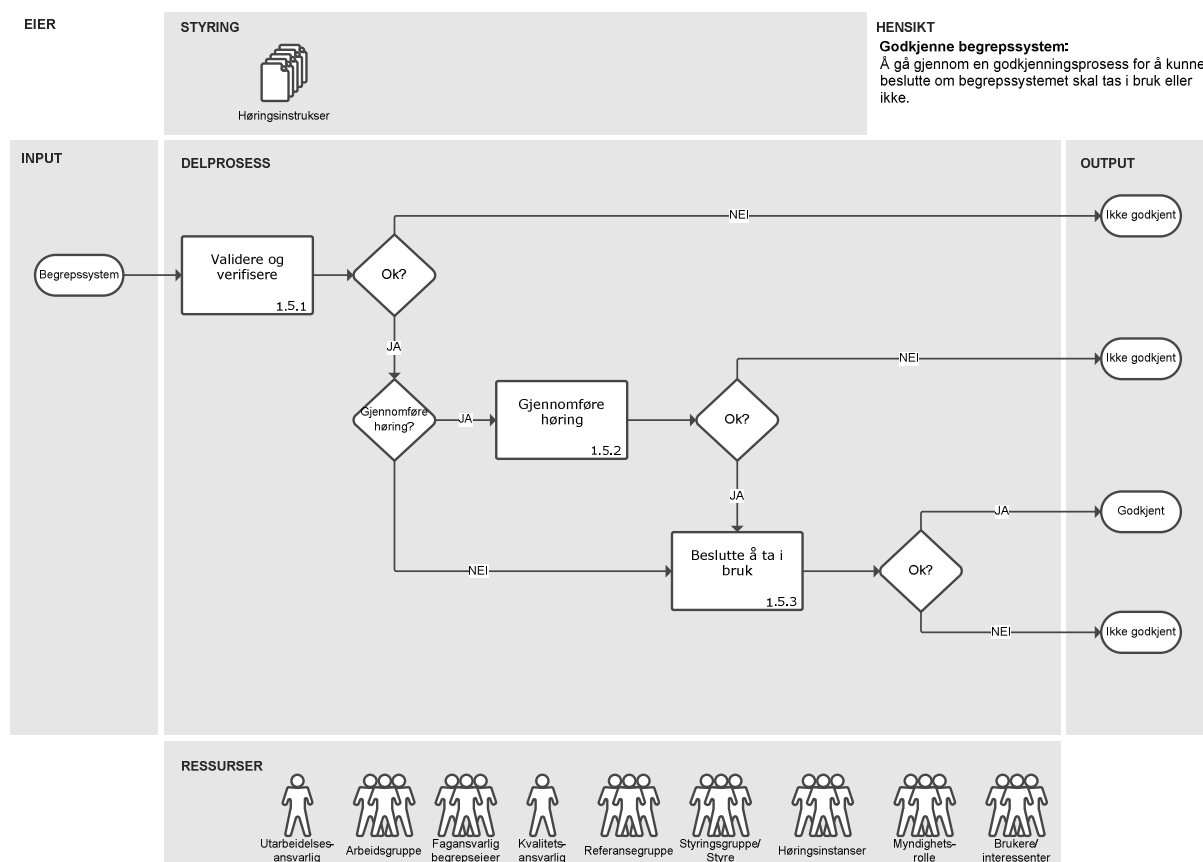 EIER
STYRING
Høringsinstrukser
HENSIKT
Godkjenne begrepssystem:
Å gå gjennom en godkjenningsprosess for å kunne
beslutte om begrepssystemet skal tas i bruk eller
ikke.
INPUT
DELPROSESS
OUTPUT
NEI
Ikke godkjent
Begrepssystem
Validere og
verifisere
1.5.1
Ok?
JA
NEI
Ikke godkjent
Gjennomføre
høring?
JA
Gjennomføre
høring
1.5.2
Ok?
JA
JA
Godkjent
NEI
Beslutte å ta i
bruk
1.5.3
Ok?
NEI
Ikke godkjent
RESSURSER
Utarbeidelses-
ansvarlig
Arbeidsgruppe
Fagansvarlig
begrepseieer
Kvalitets-
ansvarlig
Referansegruppe
Styringsgruppe/
Styre
Høringsinstanser
Myndighets-
rolle
Brukere/
interessenter